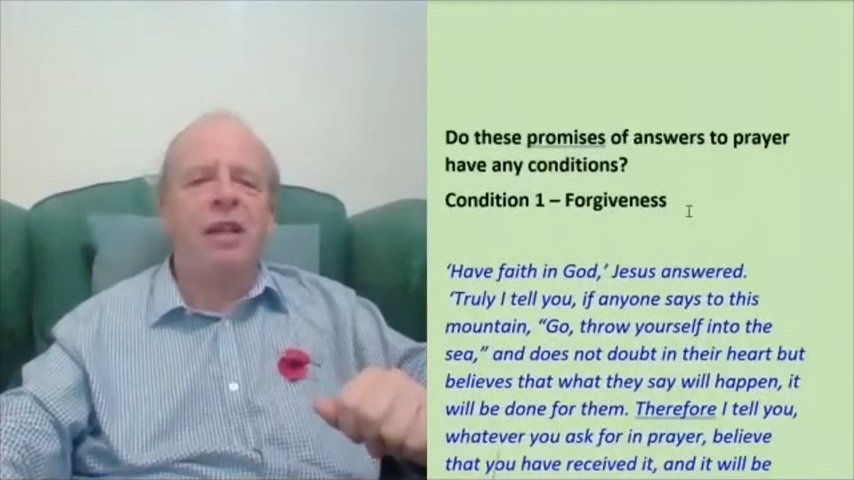 Do these promises of answers to prayer
have any conditions?
Condition 1 – Forgiveness
‘Have faith in God,’ Jesus answered.
‘Truly I tell you, if anyone says to this
mountain, “Go, throw yourself into the
sea,” and does not doubt in their heart but
believes that what they say will happen, it
will be done for them. Therefore I tell you,
whatever you ask for in prayer, believe
that you have received it, and it will be